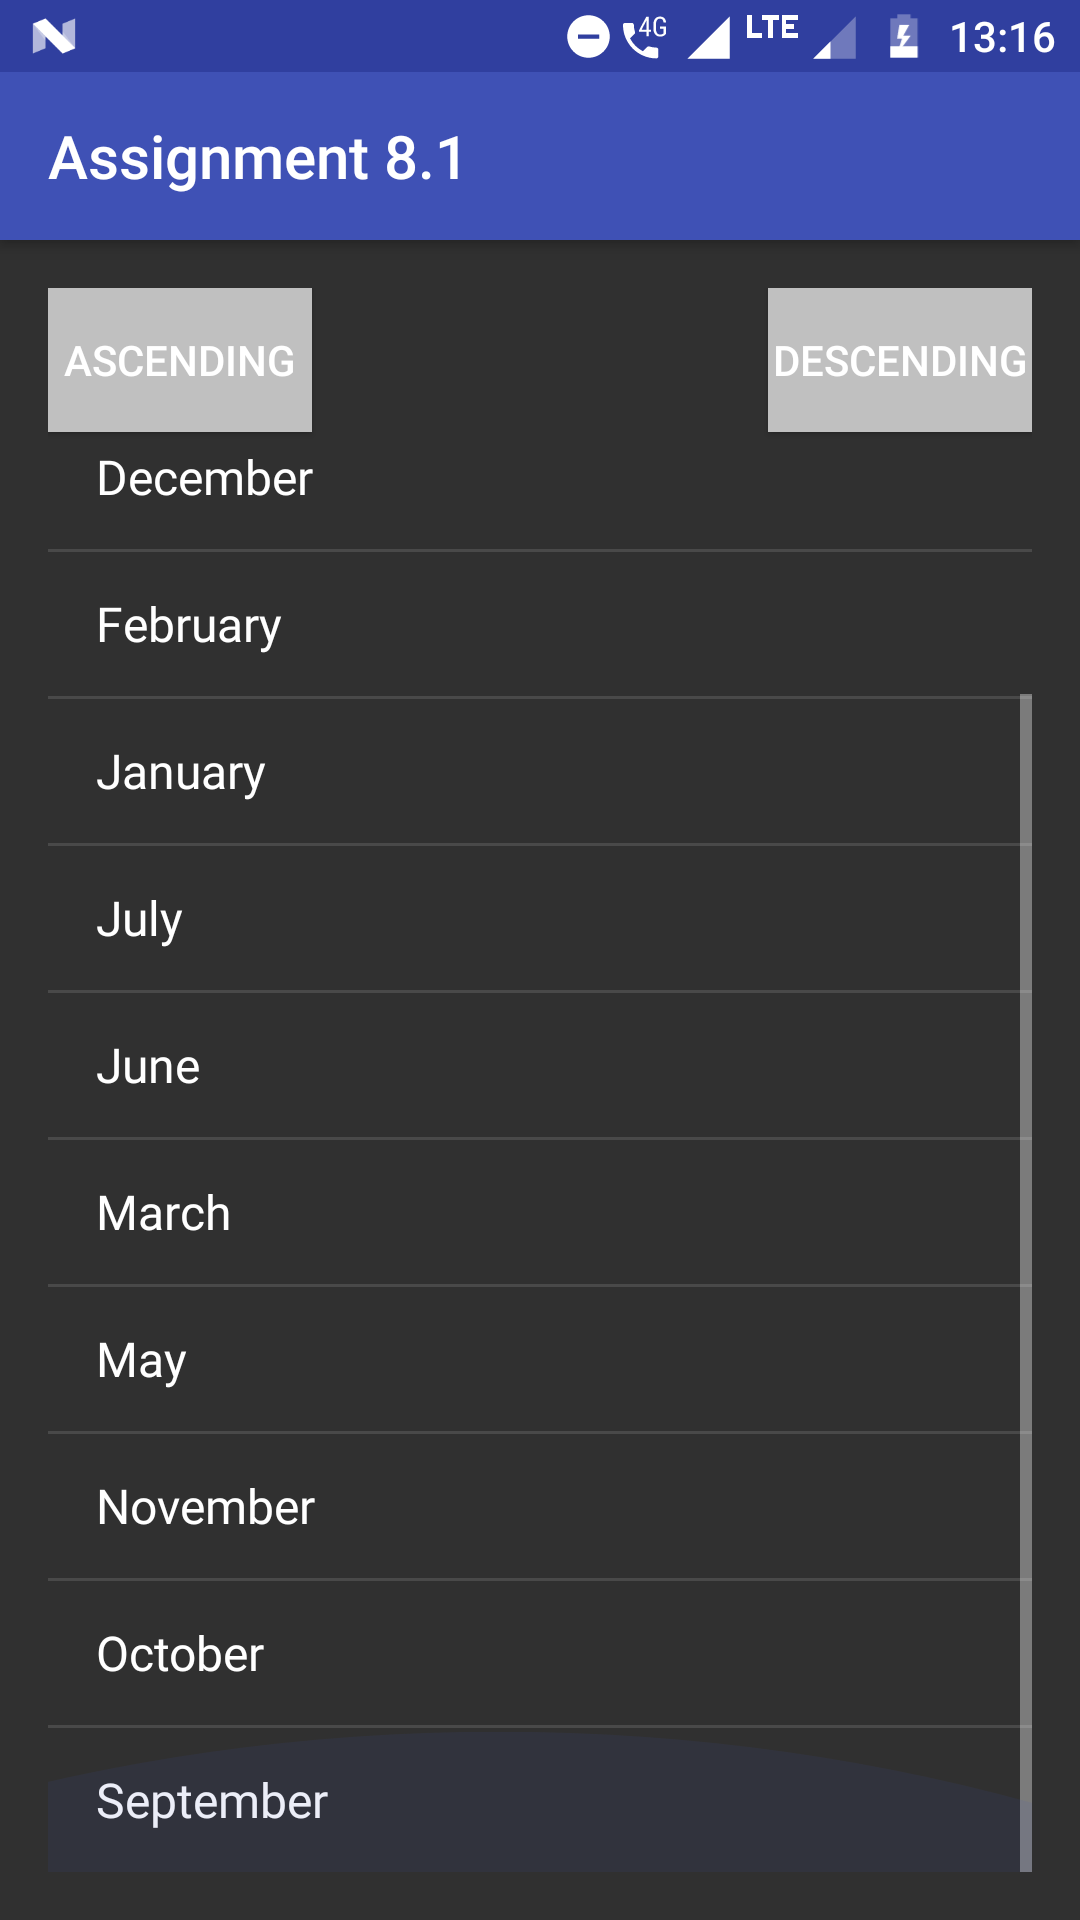 4G LTE 13:16
Assignment 8.1
ASCENDING DESCENDING
December
February
January
July
June
March
May
November
October
September